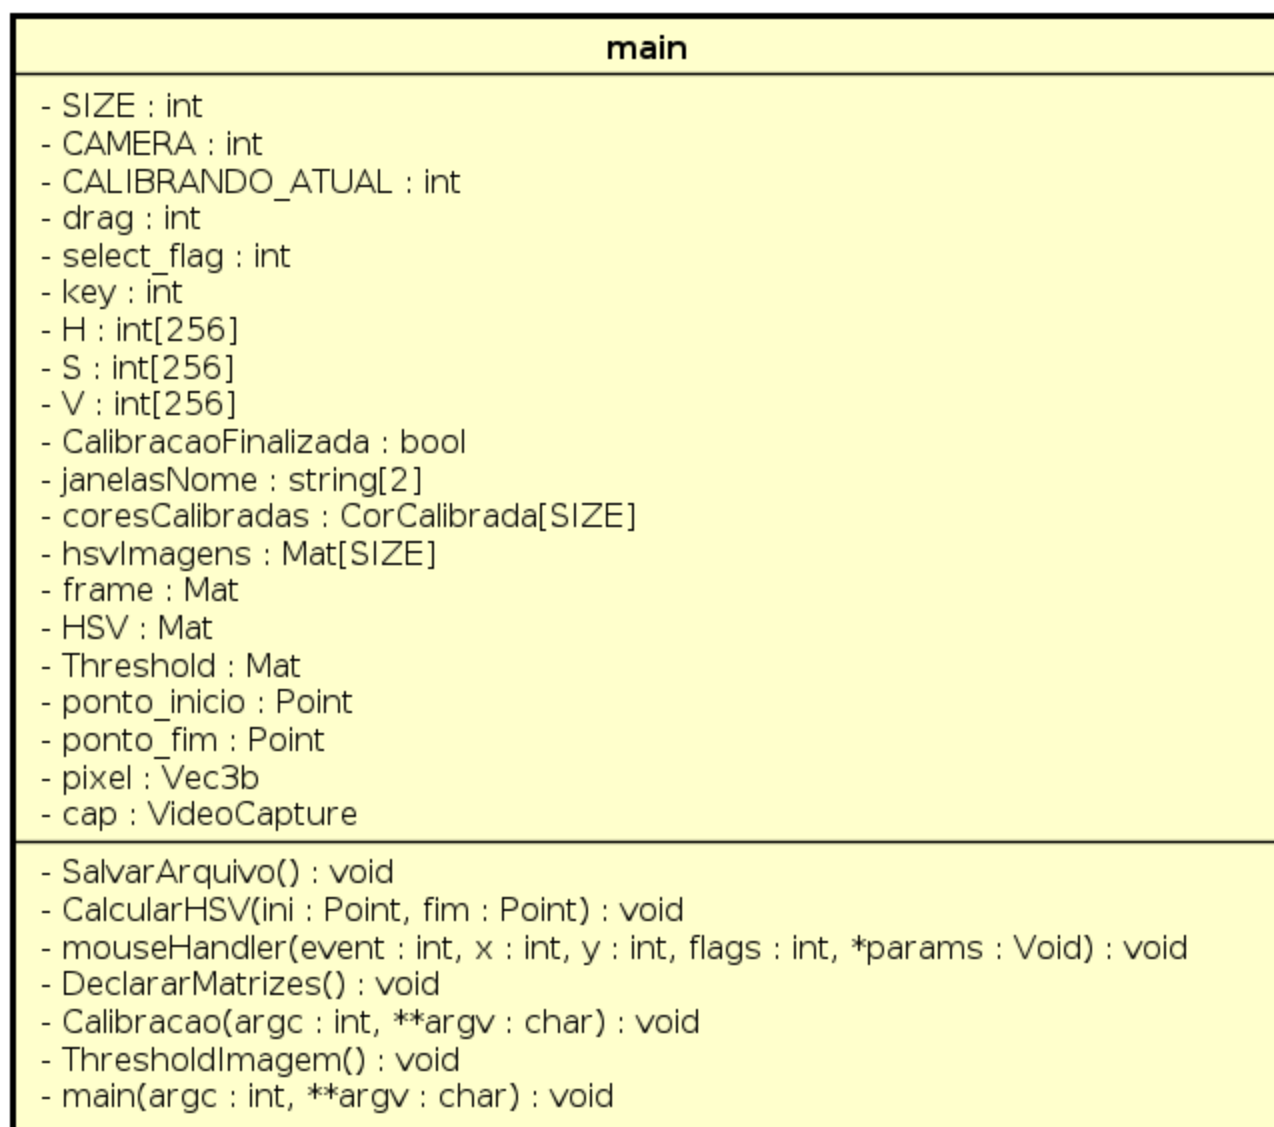 main
- SIZE : int
- CAMERA : int
- CALIBRANDO_ATUAL : int
- drag : int
- select_flag : int
- key : int
- H : int[256]
- S : int[256]
- V : int[256]
- CalibracaoFinalizada : bool
- janelasNome : string[2]
- coresCalibradas : CorCalibrada[SIZE]
- hsvImagens : Mat[SIZE]
- frame : Mat
- HSV : Mat
- Threshold : Mat
- ponto_inicio : Point
- ponto_fim : Point
- pixel : Vec3b
- cap : VideoCapture
- SalvarArquivo() : void
- CalcularHSV(ini : Point, fim : Point) : void
- mouseHandler(event : int, x : int, y : int, flags : int, *params : Void) : void
- DeclararMatrizes() : void
- Calibracao(argc : int, **argv : char) : void
- ThresholdImagem() : void
- main(argc : int, **argv : char) : void